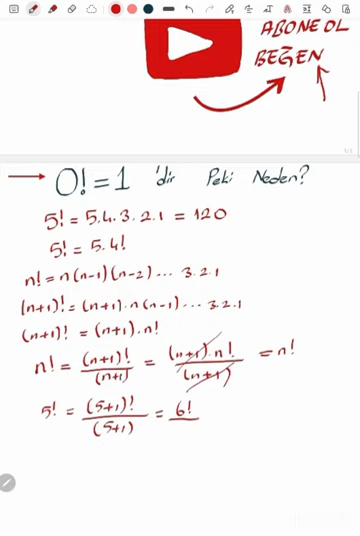 ABONE OL
BEĞEN
0! = 1 'dir Peki Neden?
5! = 5.4.3.2.1 = 120
5! = 5.4!
n! = n(n-1)(n-2)... 3.2.1
(n+1)! = (n+1).n(n-1)... 3.2.1
(n+1)! = (n+1).n!
n! = (n+1)!/(n+1) = (n+1).n!/(n+1) = n!
5! = (5+1)!/(5+1) = 6!